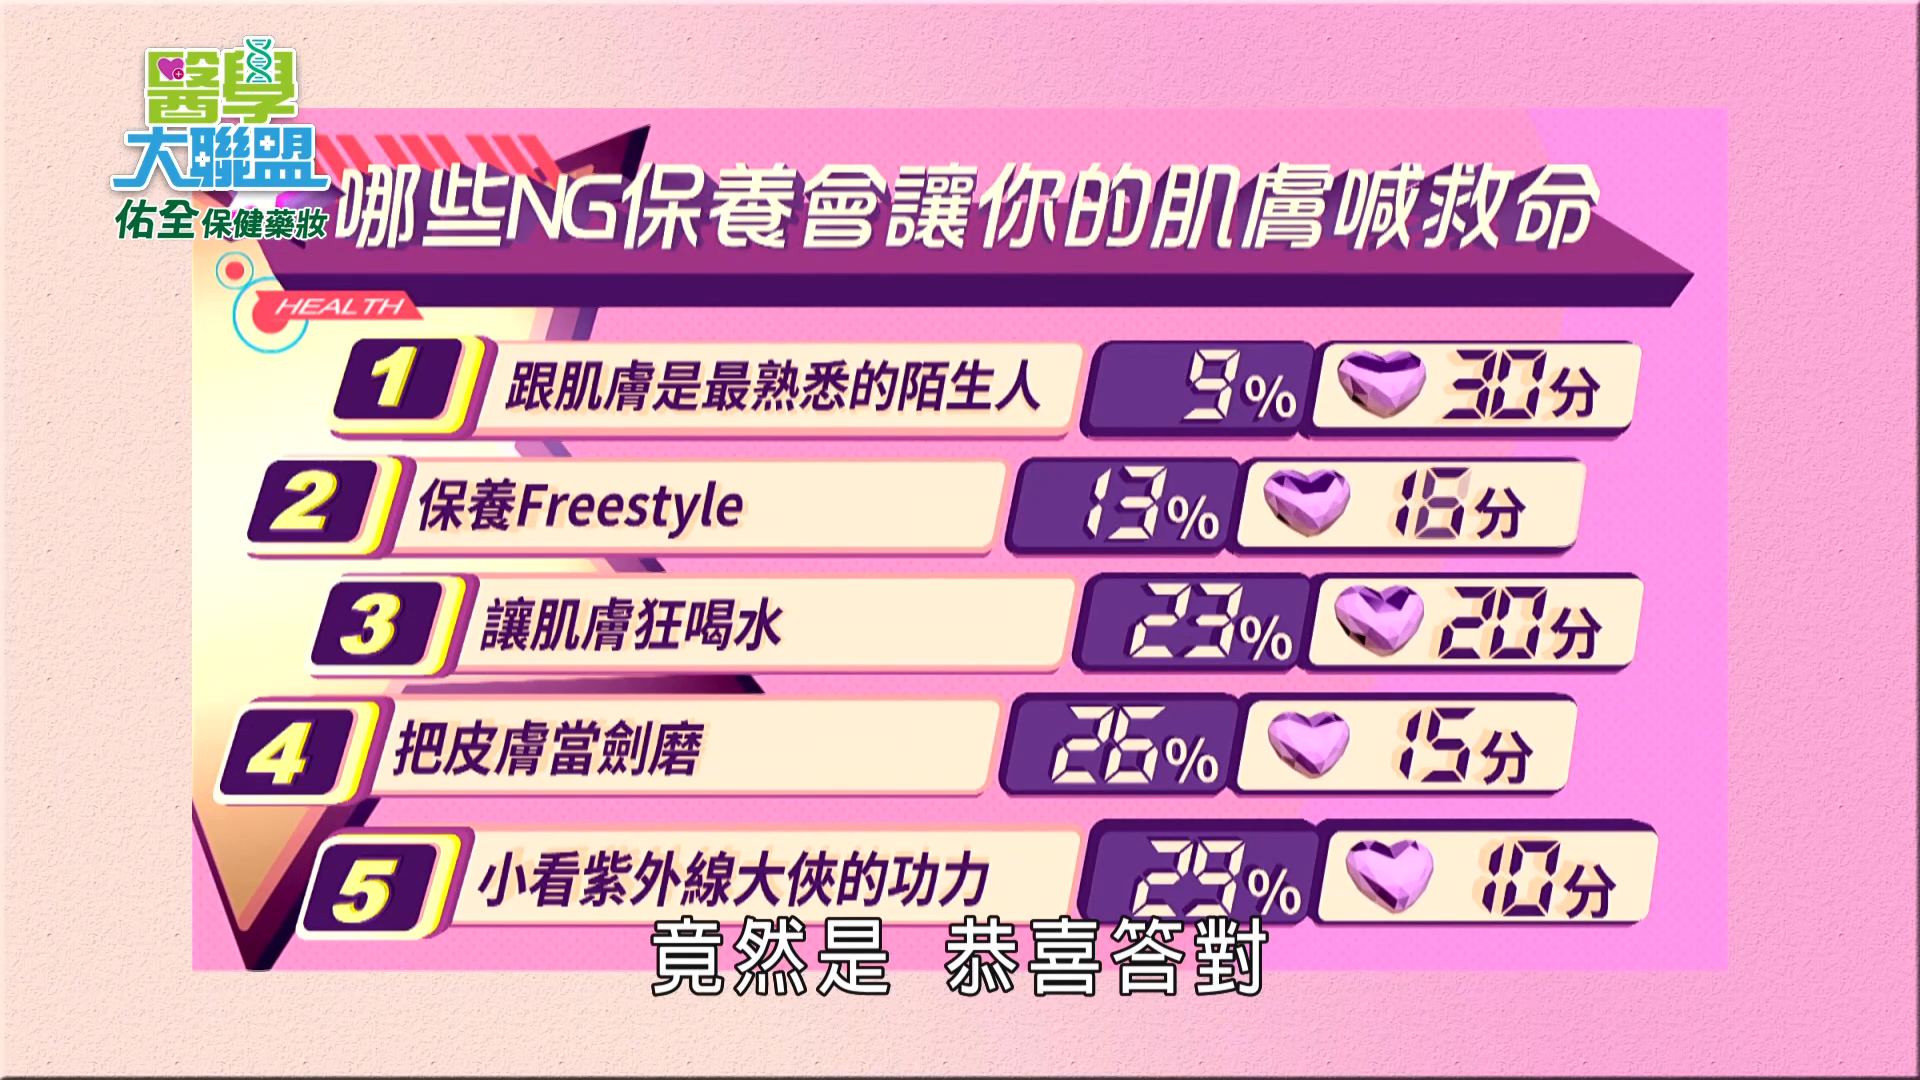 醫學
大聯盟
佑全保健藥妝
哪些NG保養會讓你的肌膚喊救命
HEALTH
1 跟肌膚是最熟悉的陌生人 9% 30分
2 保養Freestyle 13% 16分
3 讓肌膚狂喝水 23% 20分
4 把皮膚當劍磨 26% 15分
5 小看紫外線大俠的功力 29% 10分
竟然是 恭喜答對